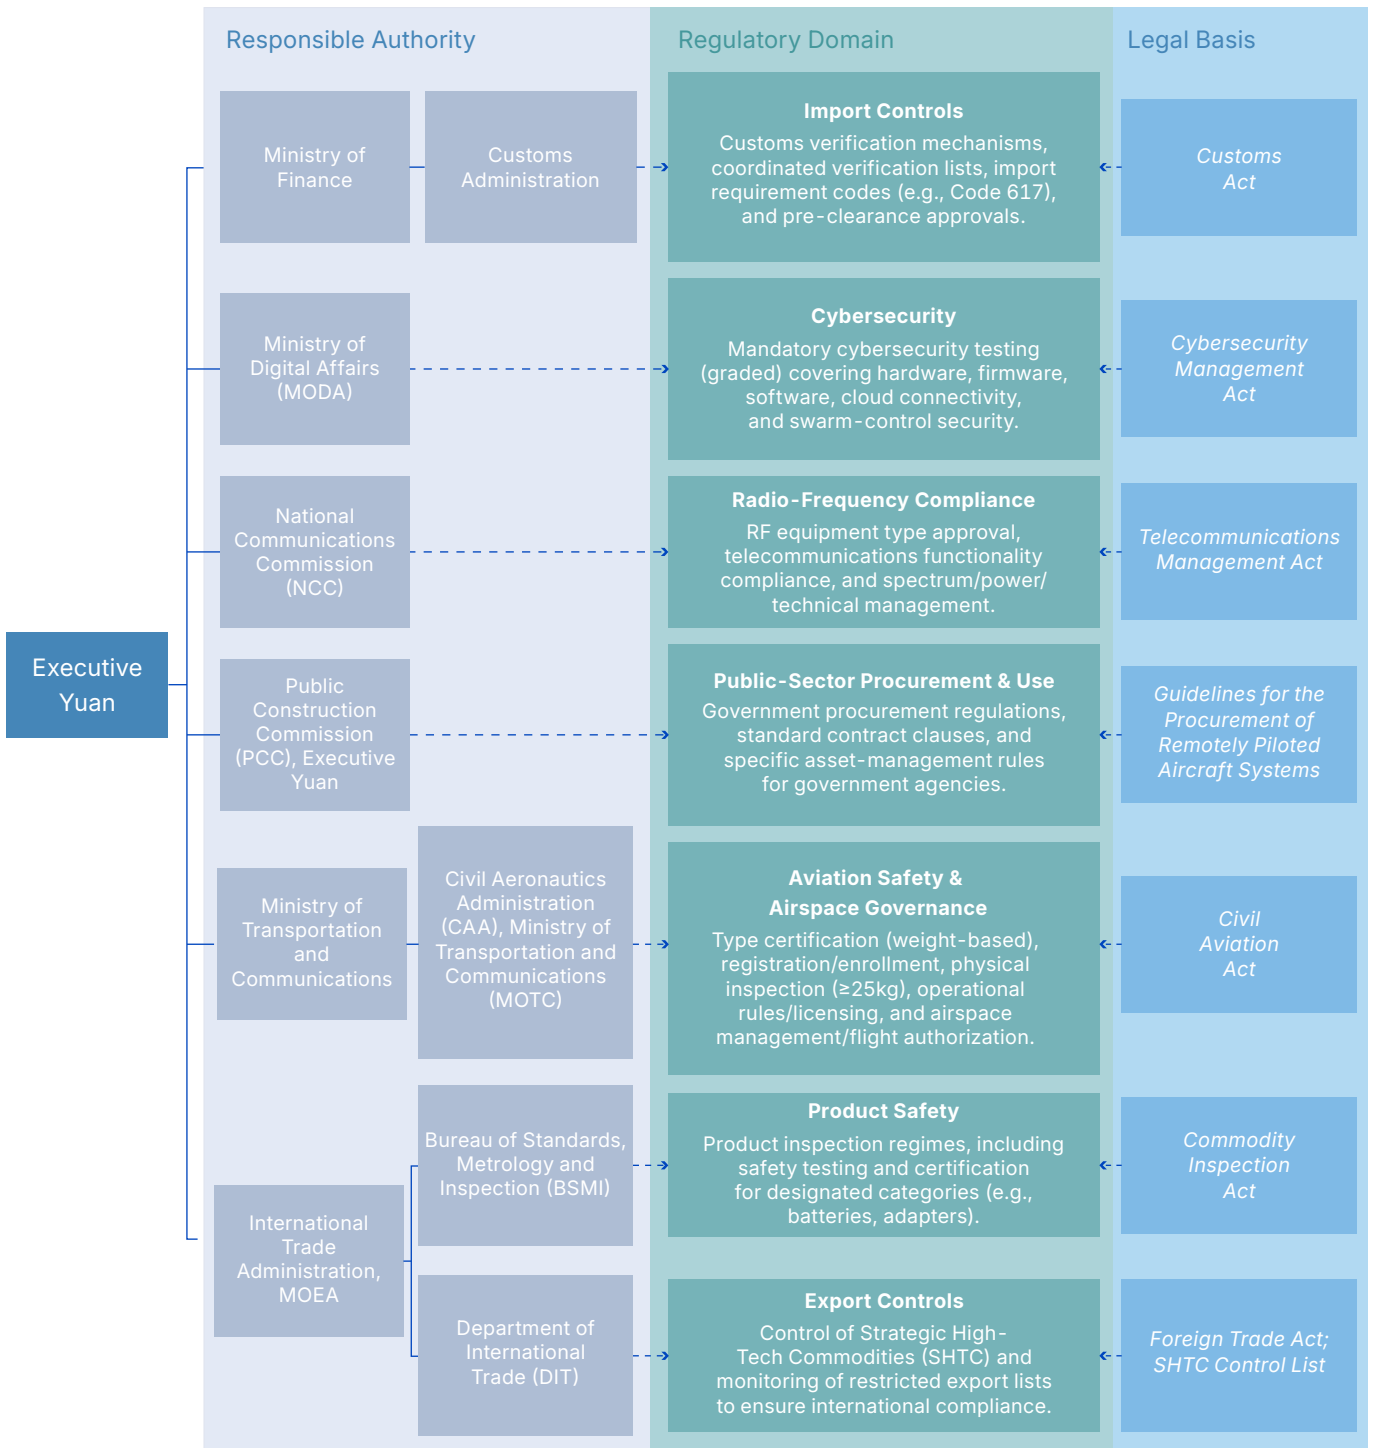 Responsible Authority
Regulatory Domain
Legal Basis
Executive
Yuan
Ministry of
Finance
Customs
Administration
Import Controls
Customs verification mechanisms,
coordinated verification lists, import
requirement codes (e.g., Code 617),
and pre-clearance approvals.
Customs
Act
Ministry of
Digital Affairs
(MODA)
Cybersecurity
Mandatory cybersecurity testing
(graded) covering hardware, firmware,
software, cloud connectivity,
and swarm-control security.
Cybersecurity
Management
Act
National
Communications
Commission
(NCC)
Radio-Frequency Compliance
RF equipment type approval,
telecommunications functionality
compliance, and spectrum/power/
technical management.
Telecommunications
Management Act
Public
Construction
Commission
(PCC), Executive
Yuan
Public-Sector Procurement & Use
Government procurement regulations,
standard contract clauses, and
specific asset-management rules
for government agencies.
Guidelines for the
Procurement of
Remotely Piloted
Aircraft Systems
Ministry of
Transportation
and
Communications
Civil Aeronautics
Administration
(CAA), Ministry of
Transportation and
Communications
(MOTC)
Aviation Safety &
Airspace Governance
Type certification (weight-based),
registration/enrollment, physical
inspection (≥25kg), operational
rules/licensing, and airspace
management/flight authorization.
Civil
Aviation
Act
International
Trade
Administration,
MOEA
Bureau of Standards,
Metrology and
Inspection (BSMI)
Product Safety
Product inspection regimes, including
safety testing and certification
for designated categories (e.g.,
batteries, adapters).
Commodity
Inspection
Act
Department of
International
Trade (DIT)
Export Controls
Control of Strategic High-
Tech Commodities (SHTC) and
monitoring of restricted export lists
to ensure international compliance.
Foreign Trade Act;
SHTC Control List